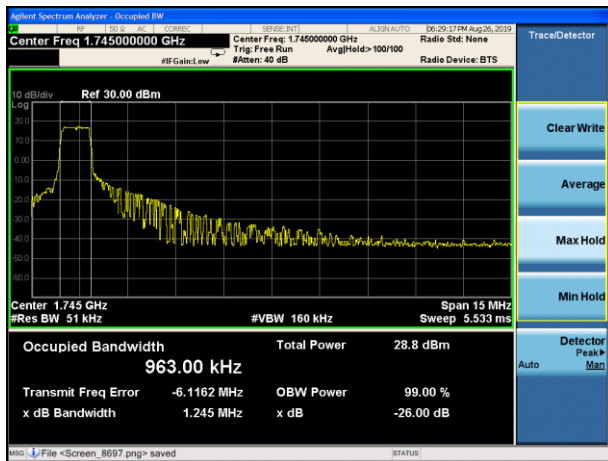 Agilent Spectrum Analyzer - Occupied BW
RF 50 Ω AC CORREC SENSE:INT ALIGN AUTO 06:29:17 PM Aug 26, 2019
Center Freq 1.745000000 GHz Center Freq: 1.745000000 GHz Radio Std: None Trace/Detector
Trig: Free Run Avg|Hold:>100/100
#IFGain:Low #Atten: 40 dB Radio Device: BTS
10 dB/div Ref 30.00 dBm
Log
20.0
10.0
0.00
-10.0
-20.0
-30.0
-40.0
-50.0
-60.0
Clear Write
Average
Max Hold
Min Hold
Center 1.745 GHz Span 15 MHz
#Res BW 51 kHz #VBW 160 kHz Sweep 5.533 ms
Occupied Bandwidth Total Power 28.8 dBm
963.00 kHz
Transmit Freq Error -6.1162 MHz OBW Power 99.00 %
x dB Bandwidth 1.245 MHz x dB -26.00 dB
Detector
Peak▶
Auto Man
MSG File <Screen_8697.png> saved STATUS